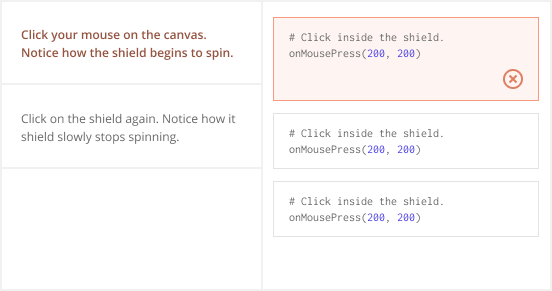 Click your mouse on the canvas.
Notice how the shield begins to spin.
Click on the shield again. Notice how it
shield slowly stops spinning.
# Click inside the shield.
onMousePress(200, 200)
# Click inside the shield.
onMousePress(200, 200)
# Click inside the shield.
onMousePress(200, 200)